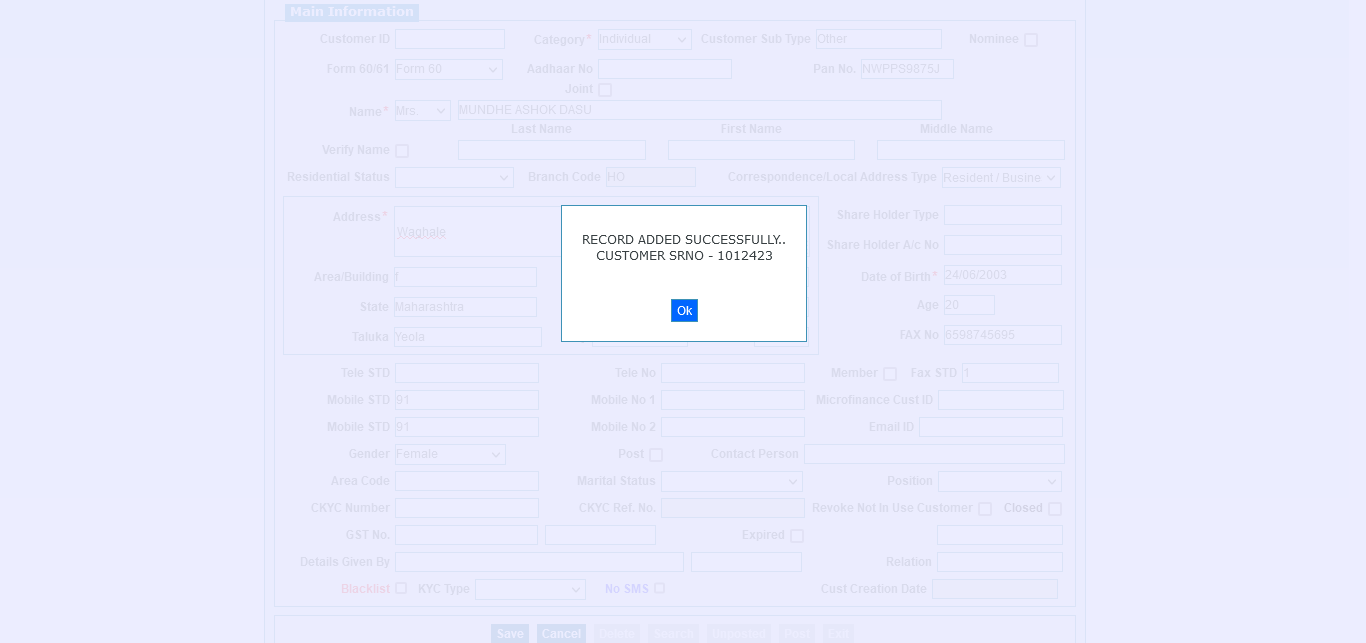 Main Information
Customer ID Category* Individual Customer Sub Type Other Nominee
Form 60/61 Form 60 Aadhaar No Pan No. NWPPS9875J
Joint
Name* Mrs. MUNDHE ASHOK DASU
Last Name First Name Middle Name
Verify Name
Residential Status Branch Code HO Correspondence/Local Address Type Resident / Busine
Address* Waghale Share Holder Type
Share Holder A/c No
RECORD ADDED SUCCESSFULLY..
CUSTOMER SRNO - 1012423
Ok
Area/Building f Date of Birth* 24/06/2003
State Maharashtra Age 20
Taluka Yeola FAX No 6598745695
Tele STD Tele No Member Fax STD 1
Mobile STD 91 Mobile No 1 Microfinance Cust ID
Mobile STD 91 Mobile No 2 Email ID
Gender Female Post Contact Person
Area Code Marital Status Position
CKYC Number CKYC Ref. No. Revoke Not In Use Customer Closed
GST No. Expired
Details Given By Relation
Blacklist KYC Type No SMS Cust Creation Date
Save Cancel Delete Search Unposted Post Exit